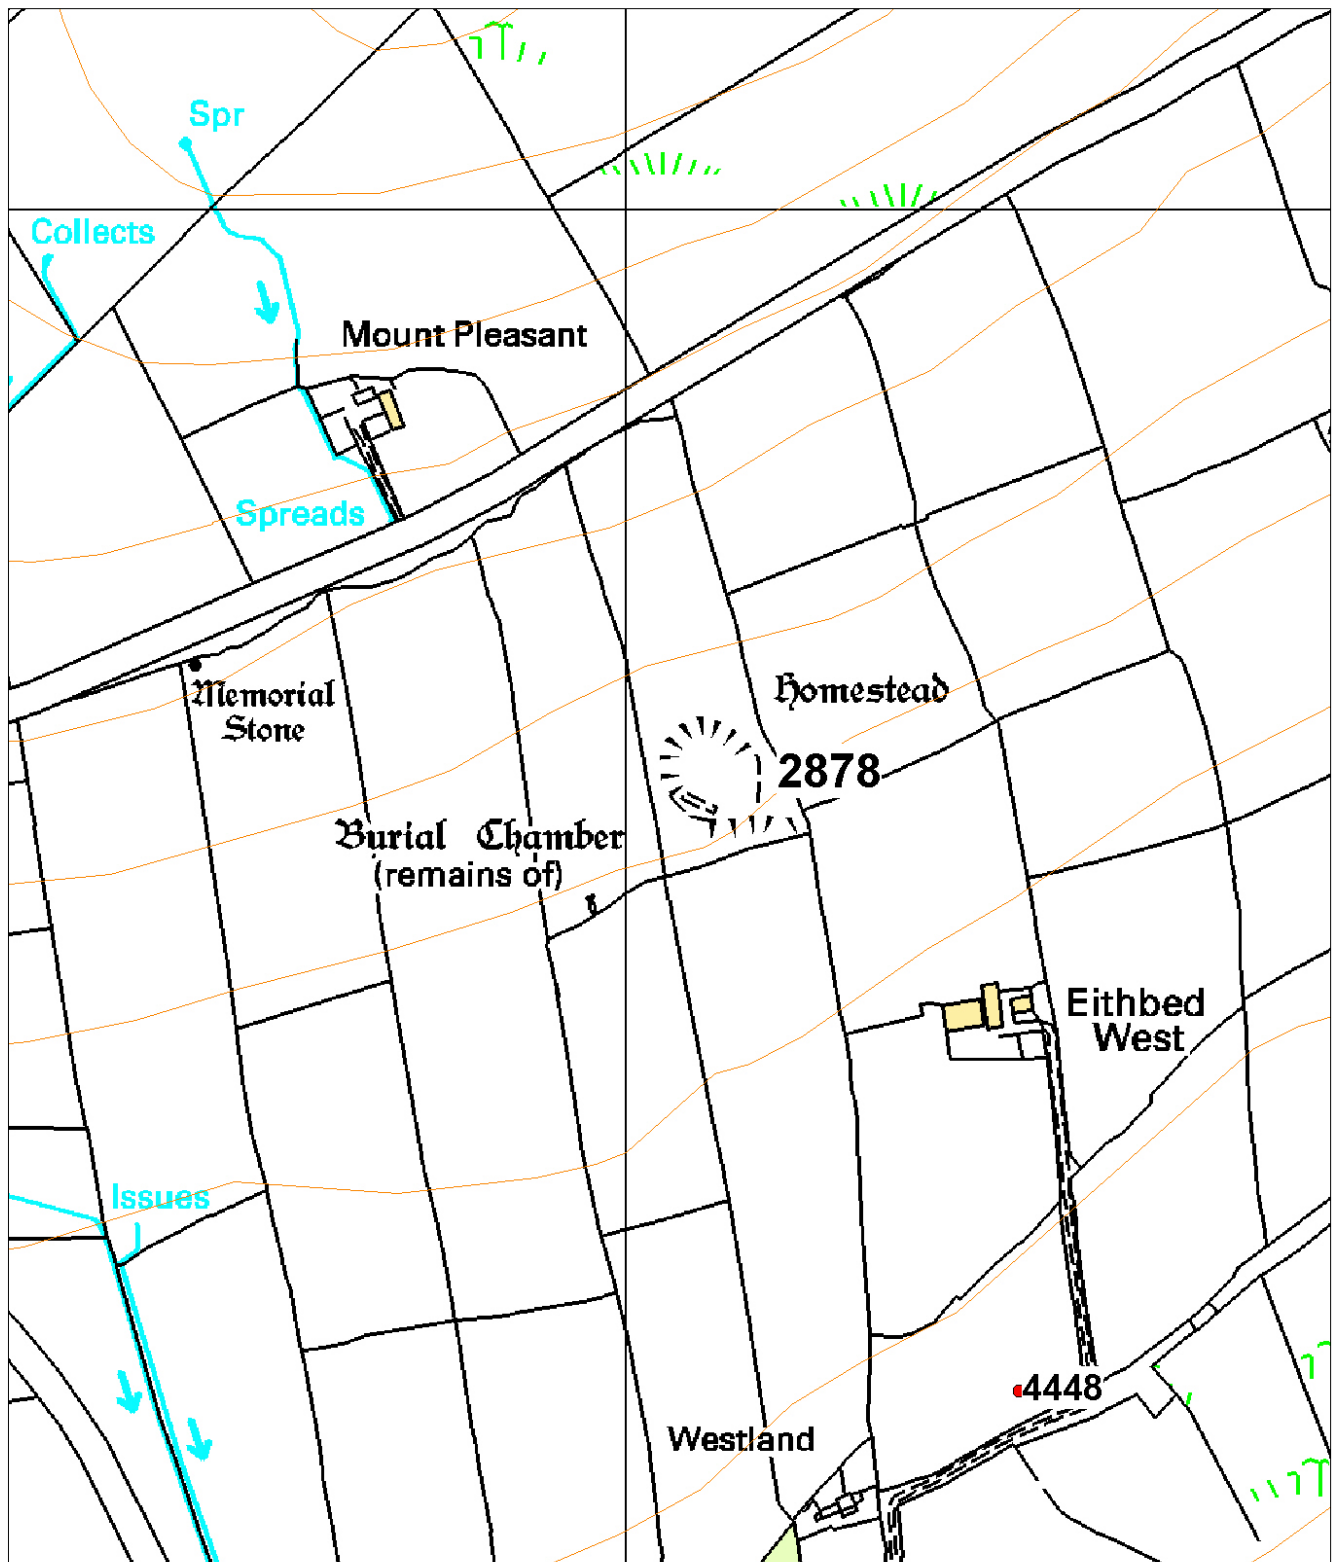 Spr
Collects
Mount Pleasant
Spreads
Memorial
Stone
Homestead
2878
Burial Chamber
(remains of)
Eithbed
West
Issues
4448
Westland